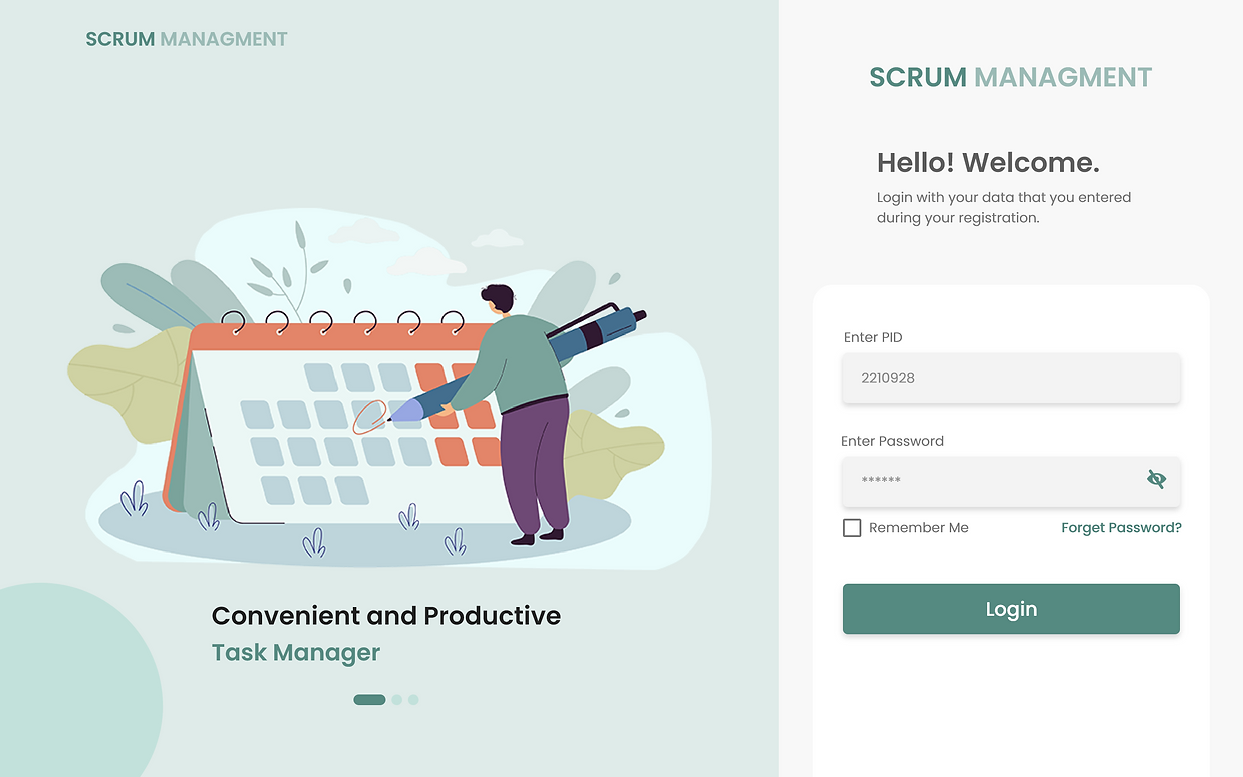 SCRUM MANAGMENT
Convenient and Productive
Task Manager
SCRUM MANAGMENT
Hello! Welcome.
Login with your data that you entered
during your registration.
Enter PID
2210928
Enter Password
******
Remember Me
Forget Password?
Login